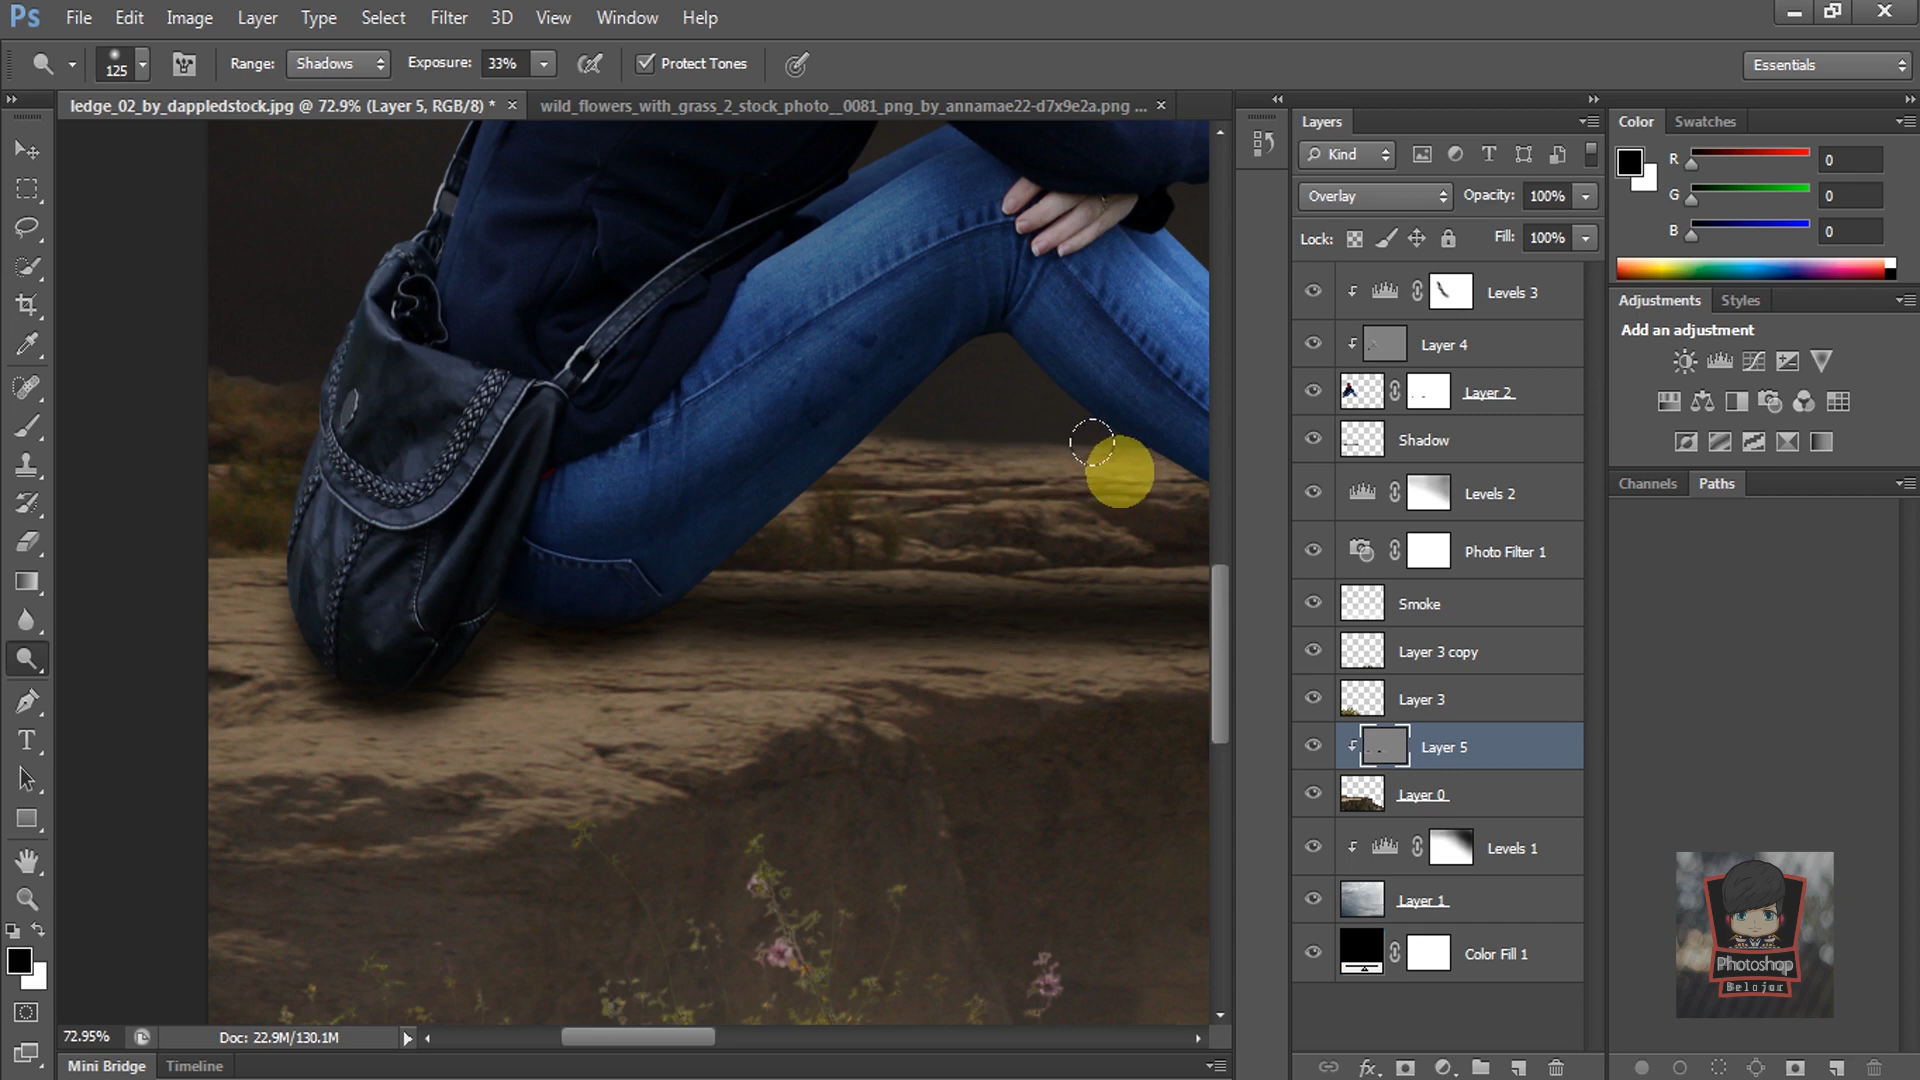 Ps File Edit Image Layer Type Select Filter 3D View Window Help
125 Range: Shadows Exposure: 33% Protect Tones Essentials
ledge_02_by_dappledstock.jpg @ 72.9% (Layer 5, RGB/8) * wild_flowers_with_grass_2_stock_photo__0081_png_by_annamae22-d7x9e2a.png ...
Layers
Kind
Overlay Opacity: 100%
Lock: Fill: 100%
Levels 3
Layer 4
Layer 2
Shadow
Levels 2
Photo Filter 1
Smoke
Layer 3 copy
Layer 3
Layer 5
Layer 0
Levels 1
Layer 1
Color Fill 1
fx
Color Swatches
R 0
G 0
B 0
Adjustments Styles
Add an adjustment
Channels Paths
Photoshop
Belajar
72.95% Doc: 22.9M/130.1M
Mini Bridge Timeline